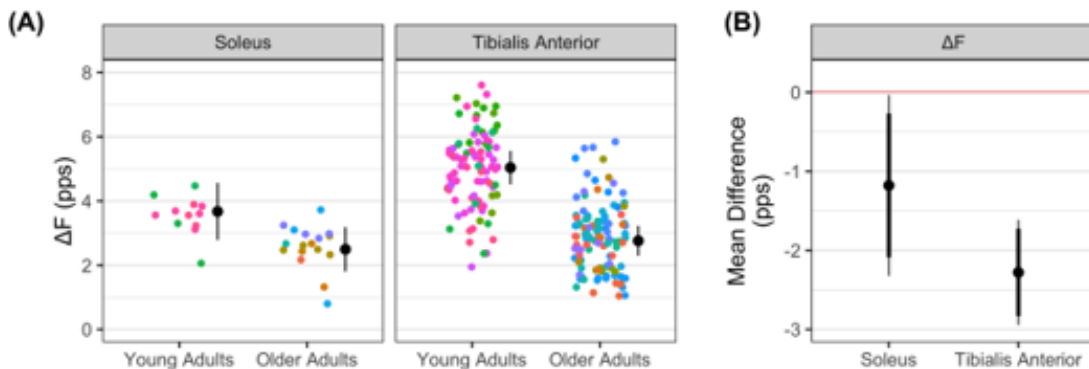 (A)
Soleus
Tibialis Anterior
ΔF (pps)
8
6
4
2
0
Young Adults
Older Adults
Young Adults
Older Adults
(B)
ΔF
Mean Difference
(pps)
0
-1
-2
-3
Soleus
Tibialis Anterior